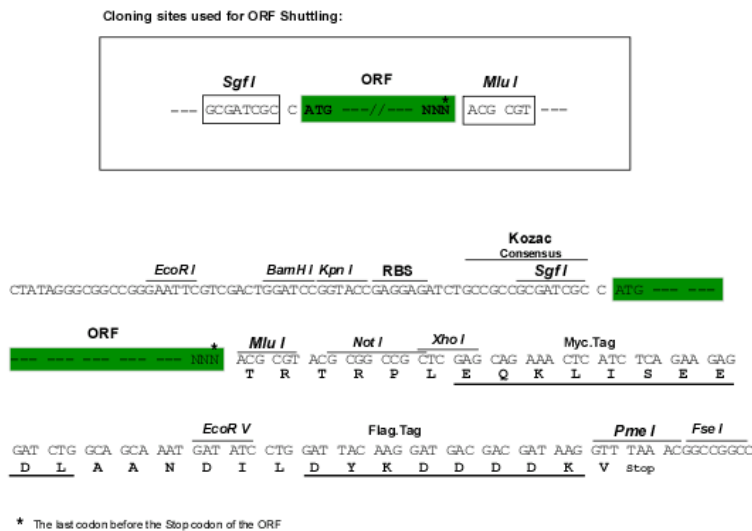 Cloning sites used for ORF Shuttling:
Sgf I ORF Mlu I
--- GCGATCGC C ATG ---//--- NNN* ACG CGT ---
Kozac
Consensus
EcoR I BamH I Kpn I RBS Sgf I
CTATAGGGCGGCCGGGAATTCGTCGACTGGATCCGGTACCGAGGAGATCTGCCGCCGCGATCGC C ATG --- ---
ORF Mlu I Not I Xho I Myc.Tag
--- --- --- --- --- NNN* ACG CGT ACG CGG CCG CTC GAG CAG AAA CTC ATC TCA GAA GAG
T R T R P L E Q K L I S E E
EcoR V Flag.Tag Pme I Fse I
GAT CTG GCA GCA AAT GAT ATC CTG GAT TAC AAG GAT GAC GAC GAT AAG GTT TAA ACGGCCGGCC
D L A A N D I L D Y K D D D D K V Stop
* The last codon before the Stop codon of the ORF